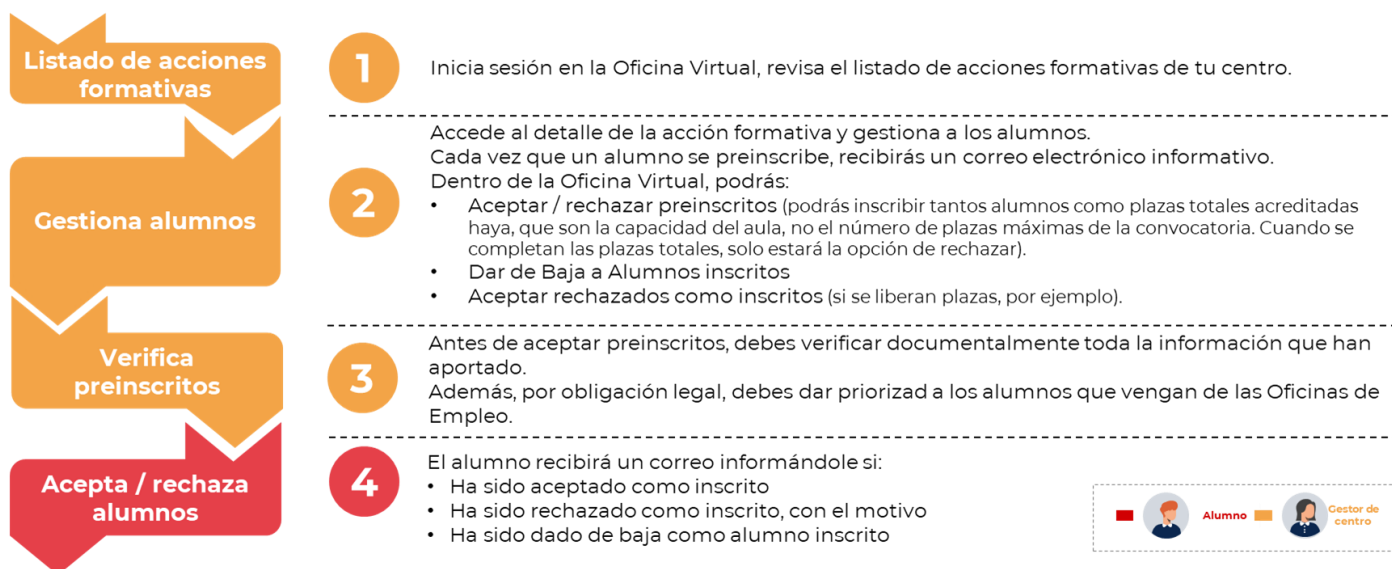 Listado de acciones
formativas
1
Inicia sesión en la Oficina Virtual, revisa el listado de acciones formativas de tu centro.
Gestiona alumnos
2
Accede al detalle de la acción formativa y gestiona a los alumnos.
Cada vez que un alumno se preinscribe, recibirás un correo electrónico informativo.
Dentro de la Oficina Virtual, podrás:
• Aceptar / rechazar preinscritos (podrás inscribir tantos alumnos como plazas totales acreditadas
haya, que son la capacidad del aula, no el número de plazas máximas de la convocatoria. Cuando se
completan las plazas totales, solo estará la opción de rechazar).
• Dar de Baja a Alumnos inscritos
• Aceptar rechazados como inscritos (si se liberan plazas, por ejemplo).
Verifica
preinscritos
3
Antes de aceptar preinscritos, debes verificar documentalmente toda la información que han
aportado.
Además, por obligación legal, debes dar priorizad a los alumnos que vengan de las Oficinas de
Empleo.
Acepta / rechaza
alumnos
4
El alumno recibirá un correo informándole si:
• Ha sido aceptado como inscrito
• Ha sido rechazado como inscrito, con el motivo
• Ha sido dado de baja como alumno inscrito
Alumno
Gestor de
centro